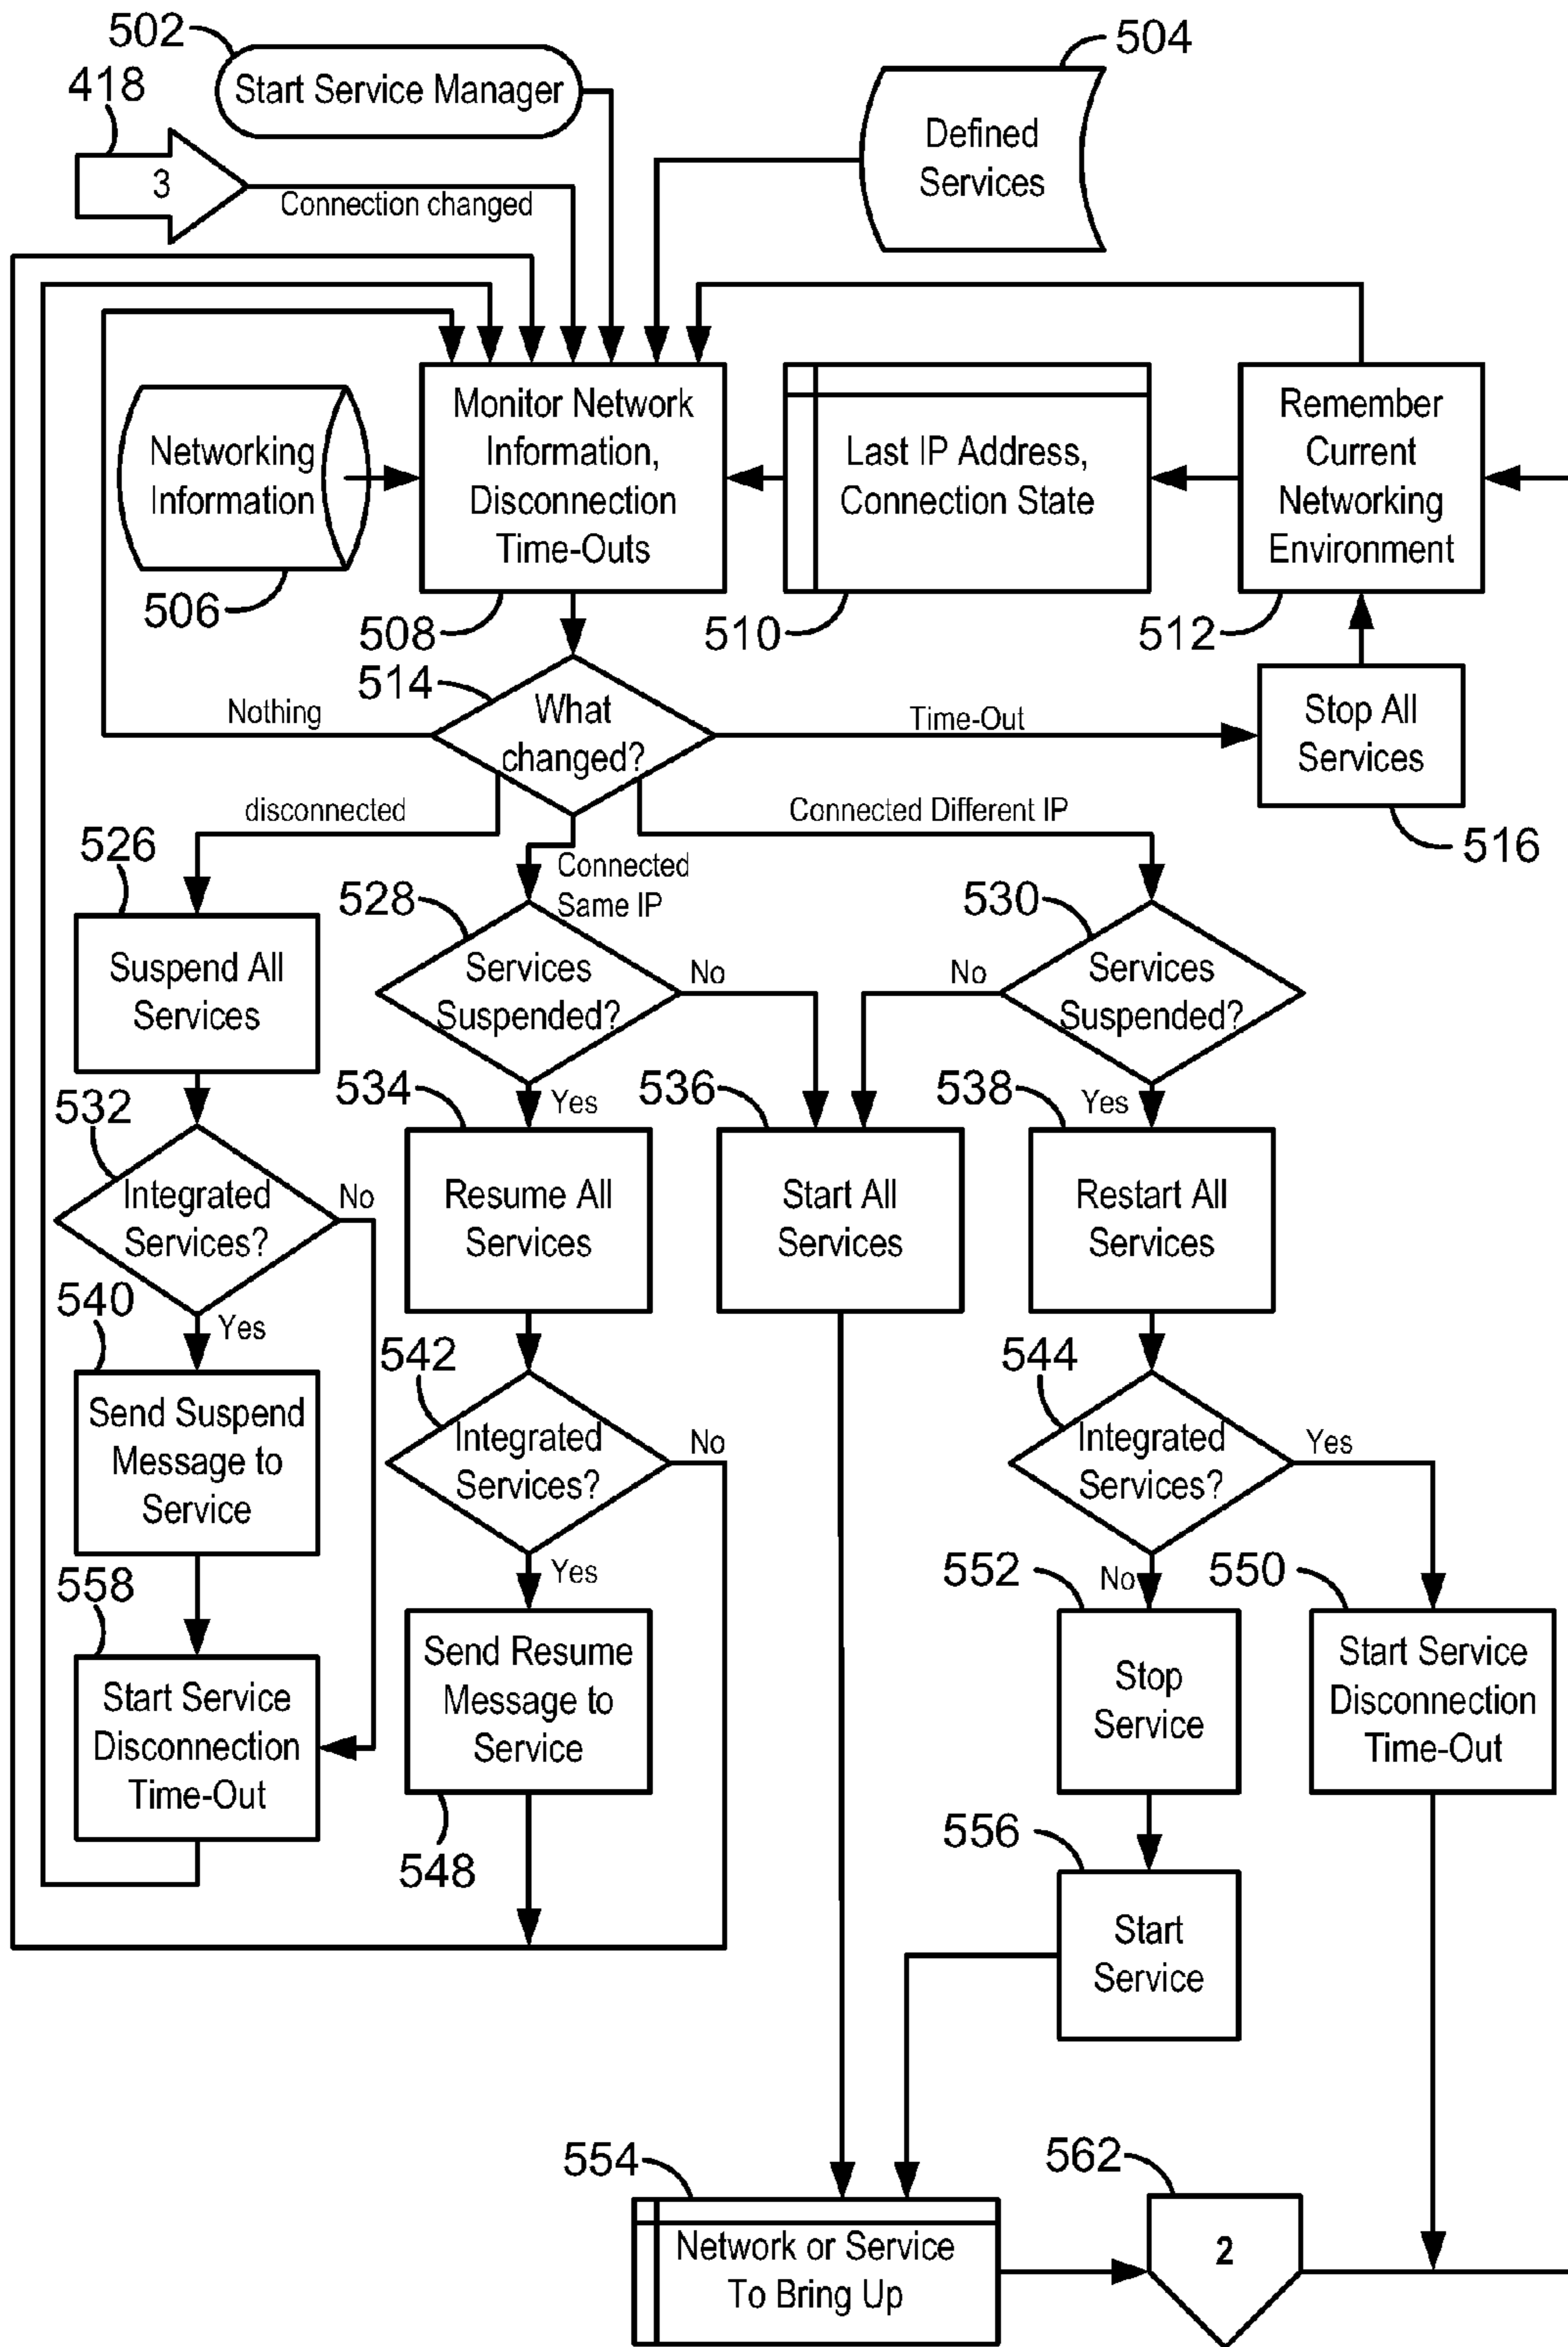 502
Start Service Manager
504
418
3
Connection changed
Defined
Services
Networking
Information
506
Monitor Network
Information,
Disconnection
Time-Outs
508
Last IP Address,
Connection State
510
Remember
Current
Networking
Environment
512
514
What
changed?
Nothing
Time-Out
Stop All
Services
516
disconnected
Connected
Same IP
Connected Different IP
526
Suspend All
Services
528
Services
Suspended?
No
530
Services
Suspended?
No
532
Integrated
Services?
No
Yes
534
Yes
Resume All
Services
536
Start All
Services
538
Yes
Restart All
Services
540
Send Suspend
Message to
Service
542
Integrated
Services?
No
Yes
544
Integrated
Services?
Yes
No
558
Start Service
Disconnection
Time-Out
Send Resume
Message to
Service
548
552
Stop
Service
550
Start Service
Disconnection
Time-Out
556
Start
Service
554
Network or Service
To Bring Up
562
2